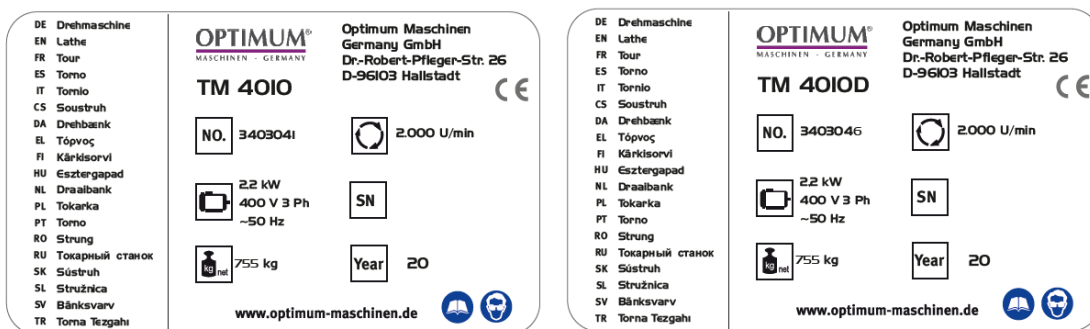 DE Drehmaschine
EN Lathe
FR Tour
ES Torno
IT Tornio
CS Soustruh
DA Drehbænk
EL Τόρνος
FI Kärkisorvi
HU Esztergapad
NL Draaibank
PL Tokarka
PT Torno
RO Strung
RU Токарный станок
SK Sústruh
SL Stružnica
SV Bänksvarv
TR Torna Tezgahı
OPTIMUM®
MASCHINEN - GERMANY
Optimum Maschinen
Germany GmbH
Dr.-Robert-Pfleger-Str. 26
D-96103 Hallstadt
TM 4010
CE
NO. 3403041
2.000 U/min
2,2 kW
400 V 3 Ph
~50 Hz
SN
kg net 755 kg
Year 20
www.optimum-maschinen.de
DE Drehmaschine
EN Lathe
FR Tour
ES Torno
IT Tornio
CS Soustruh
DA Drehbænk
EL Τόρνος
FI Kärkisorvi
HU Esztergapad
NL Draaibank
PL Tokarka
PT Torno
RO Strung
RU Токарный станок
SK Sústruh
SL Stružnica
SV Bänksvarv
TR Torna Tezgahı
OPTIMUM®
MASCHINEN - GERMANY
Optimum Maschinen
Germany GmbH
Dr.-Robert-Pfleger-Str. 26
D-96103 Hallstadt
TM 4010D
CE
NO. 3403046
2.000 U/min
2,2 kW
400 V 3 Ph
~50 Hz
SN
kg net 755 kg
Year 20
www.optimum-maschinen.de